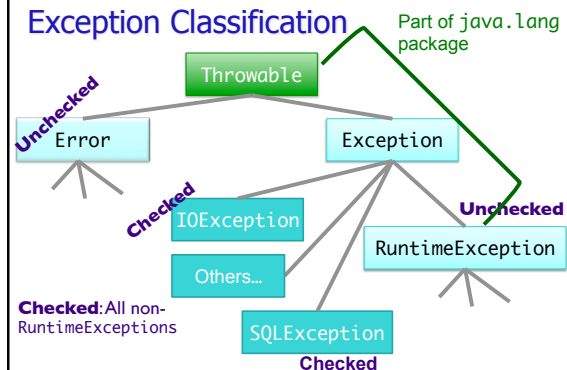 Exception Classification
Part of java.lang
package
Throwable
Unchecked
Error
Exception
Checked
IOException
Unchecked
RuntimeException
Others...
Checked: All non-
RuntimeExceptions
SQLException
Checked